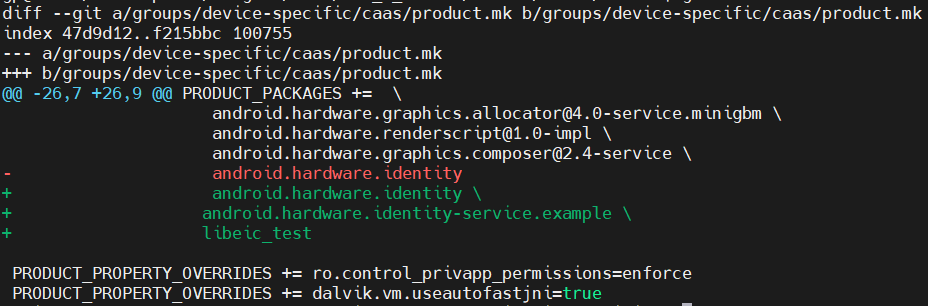 diff --git a/groups/device-specific/caas/product.mk b/groups/device-specific/caas/product.mk
index 47d9d12..f215bbc 100755
--- a/groups/device-specific/caas/product.mk
+++ b/groups/device-specific/caas/product.mk
@@ -26,7 +26,9 @@ PRODUCT_PACKAGES +=  \
                     android.hardware.graphics.allocator@4.0-service.minigbm \
                     android.hardware.renderscript@1.0-impl \
                     android.hardware.graphics.composer@2.4-service \
-                    android.hardware.identity
+                    android.hardware.identity \
+                   android.hardware.identity-service.example \
+                   libeic_test

 PRODUCT_PROPERTY_OVERRIDES += ro.control_privapp_permissions=enforce
 PRODUCT_PROPERTY_OVERRIDES += dalvik.vm.useautofastjni=true